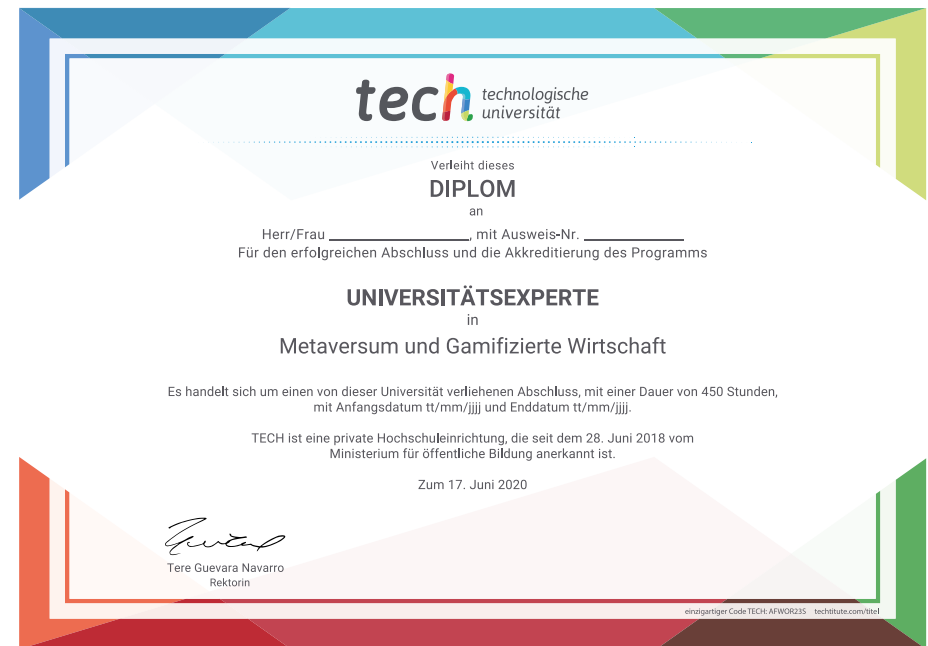 tech technologische
universität
Verleiht dieses
DIPLOM
an
Herr/Frau ____________________, mit Ausweis-Nr. ______________
Für den erfolgreichen Abschluss und die Akkreditierung des Programms
UNIVERSITÄTSEXPERTE
in
Metaversum und Gamifizierte Wirtschaft
Es handelt sich um einen von dieser Universität verliehenen Abschluss, mit einer Dauer von 450 Stunden,
mit Anfangsdatum tt/mm/jjjj und Enddatum tt/mm/jjjj.
TECH ist eine private Hochschuleinrichtung, die seit dem 28. Juni 2018 vom
Ministerium für öffentliche Bildung anerkannt ist.
Zum 17. Juni 2020
Tere Guevara Navarro
Rektorin
einzigartiger Code TECH: AFWOR23S techtitute.com/titel